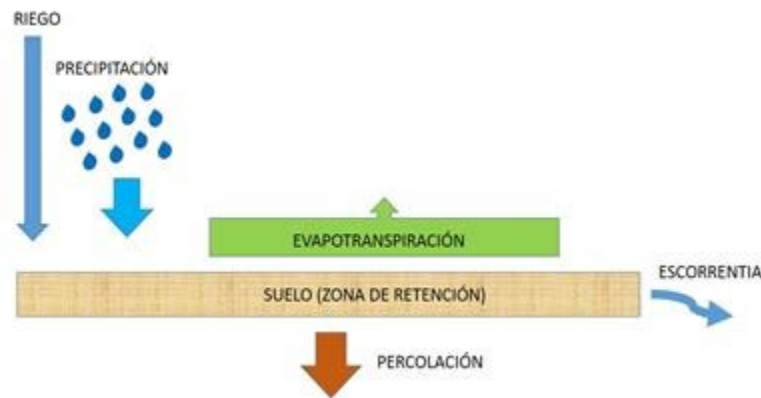 RIEGO
PRECIPITACIÓN
EVAPOTRANSPIRACIÓN
ESCORRENTIA
SUELO (ZONA DE RETENCIÓN)
PERCOLACIÓN